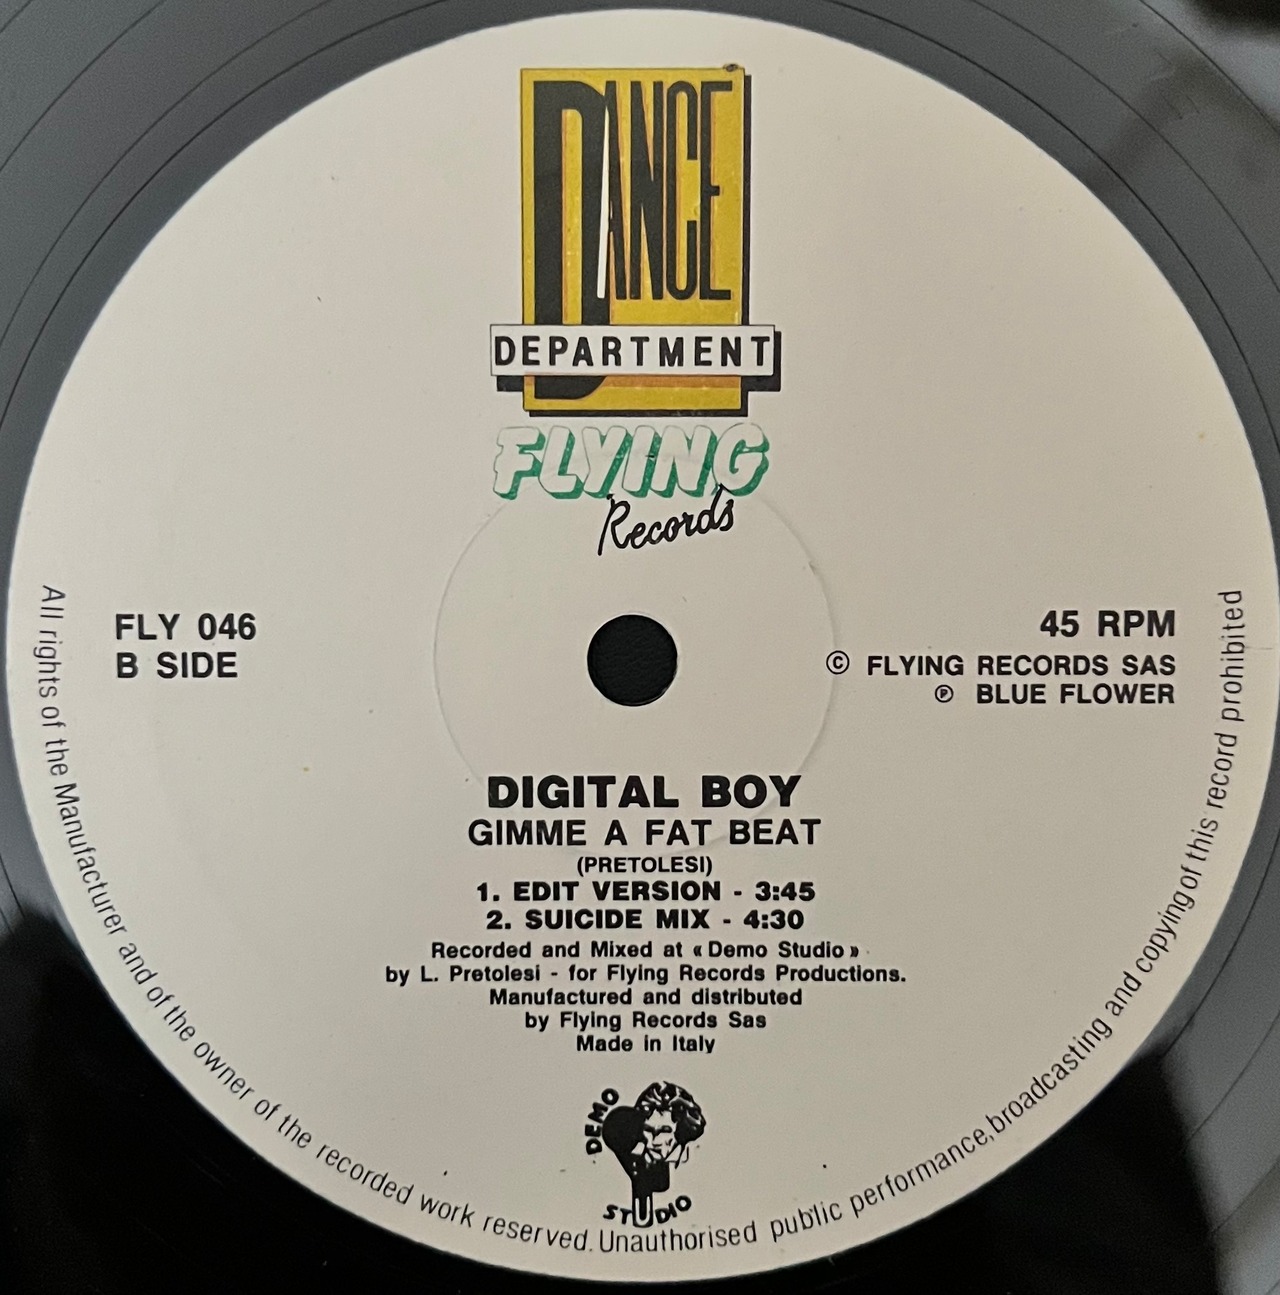 DANCE
DEPARTMENT
FLYING
Records
FLY 046
B SIDE
45 RPM
© FLYING RECORDS SAS
℗ BLUE FLOWER
DIGITAL BOY
GIMME A FAT BEAT
(PRETOLESI)
1. EDIT VERSION - 3:45
2. SUICIDE MIX - 4:30
Recorded and Mixed at « Demo Studio »
by L. Pretolesi - for Flying Records Productions.
Manufactured and distributed
by Flying Records Sas
Made in Italy
DEMO
STUDIO
All rights of the Manufacturer and of the owner of the recorded work reserved. Unauthorised public performance, broadcasting and copying of this record prohibited